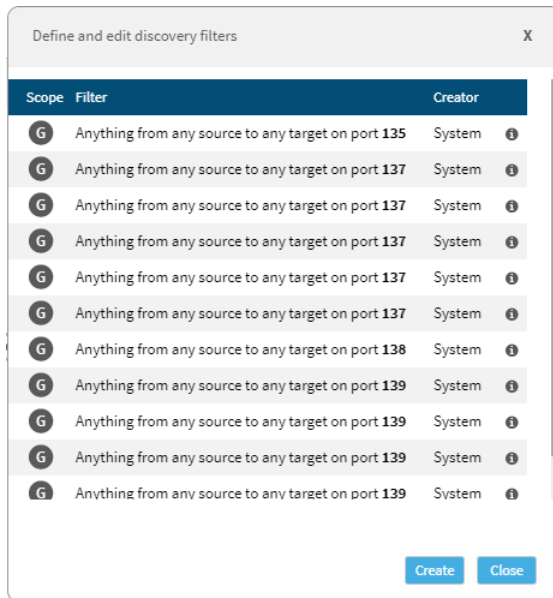 Define and edit discovery filters X
Scope Filter Creator
G Anything from any source to any target on port 135 System
G Anything from any source to any target on port 137 System
G Anything from any source to any target on port 137 System
G Anything from any source to any target on port 137 System
G Anything from any source to any target on port 137 System
G Anything from any source to any target on port 137 System
G Anything from any source to any target on port 138 System
G Anything from any source to any target on port 139 System
G Anything from any source to any target on port 139 System
G Anything from any source to any target on port 139 System
G Anything from any source to any target on port 139 System
Create Close